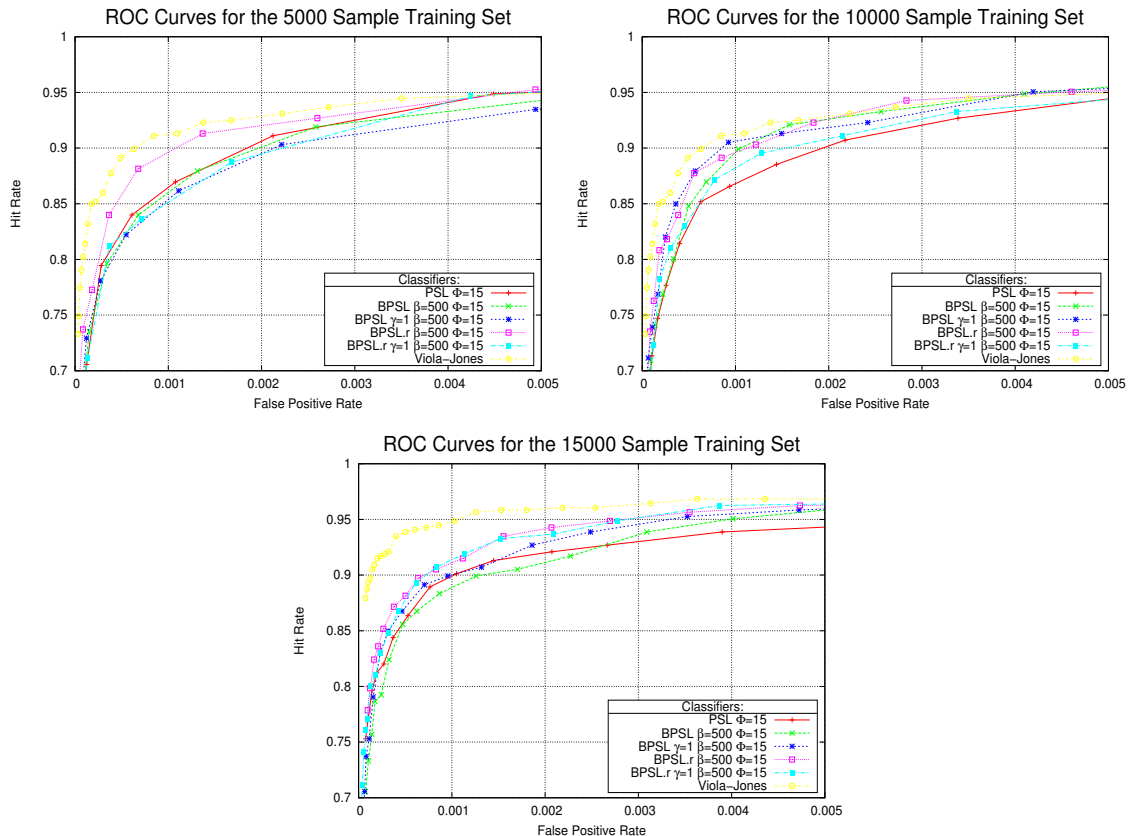 ROC Curves for the 5000 Sample Training Set
Hit Rate
1
0.95
0.9
0.85
0.8
0.75
0.7
0 0.001 0.002 0.003 0.004 0.005
False Positive Rate
Classifiers:
PSL Φ=15
BPSL β=500 Φ=15
BPSL γ=1 β=500 Φ=15
BPSL.r β=500 Φ=15
BPSL.r γ=1 β=500 Φ=15
Viola-Jones
ROC Curves for the 10000 Sample Training Set
Hit Rate
1
0.95
0.9
0.85
0.8
0.75
0.7
0 0.001 0.002 0.003 0.004 0.005
False Positive Rate
Classifiers:
PSL Φ=15
BPSL β=500 Φ=15
BPSL γ=1 β=500 Φ=15
BPSL.r β=500 Φ=15
BPSL.r γ=1 β=500 Φ=15
Viola-Jones
ROC Curves for the 15000 Sample Training Set
Hit Rate
1
0.95
0.9
0.85
0.8
0.75
0.7
0 0.001 0.002 0.003 0.004 0.005
False Positive Rate
Classifiers:
PSL Φ=15
BPSL β=500 Φ=15
BPSL γ=1 β=500 Φ=15
BPSL.r β=500 Φ=15
BPSL.r γ=1 β=500 Φ=15
Viola-Jones